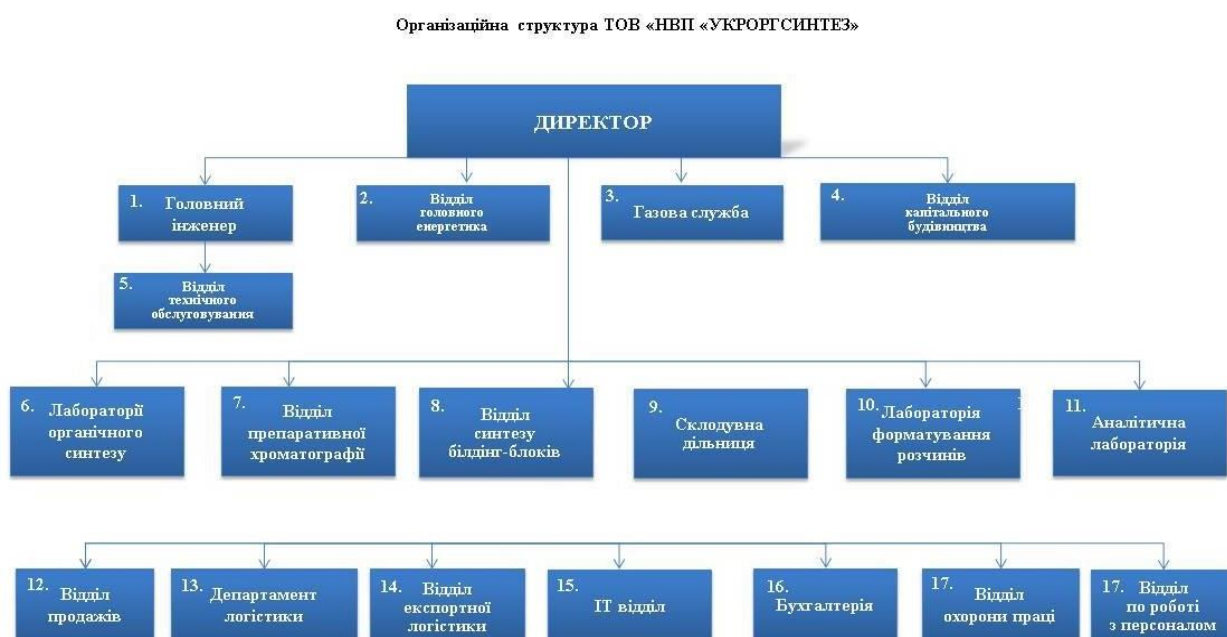 Організаційна структура ТОВ «НВП «УКРОРГСИНТЕЗ»
ДИРЕКТОР
1. Головний
інженер
2. Відділ
головного
енергетика
3. Газова служба
4. Відділ
капітального
будівництва
5. Відділ
технічного
обслуговування
6. Лабораторії
органічного
синтезу
7. Відділ
препаративної
хроматографії
8. Відділ
синтезу
білдінг-блоків
9. Склодувна
дільниця
10. Лабораторія
форматування
розчинів
11. Аналітична
лабораторія
12. Відділ
продажів
13. Департамент
логістики
14. Відділ
експортної
логістики
15. ІТ відділ
16. Бухгалтерія
17. Відділ
охорони праці
17. Відділ
по роботі
з персоналом